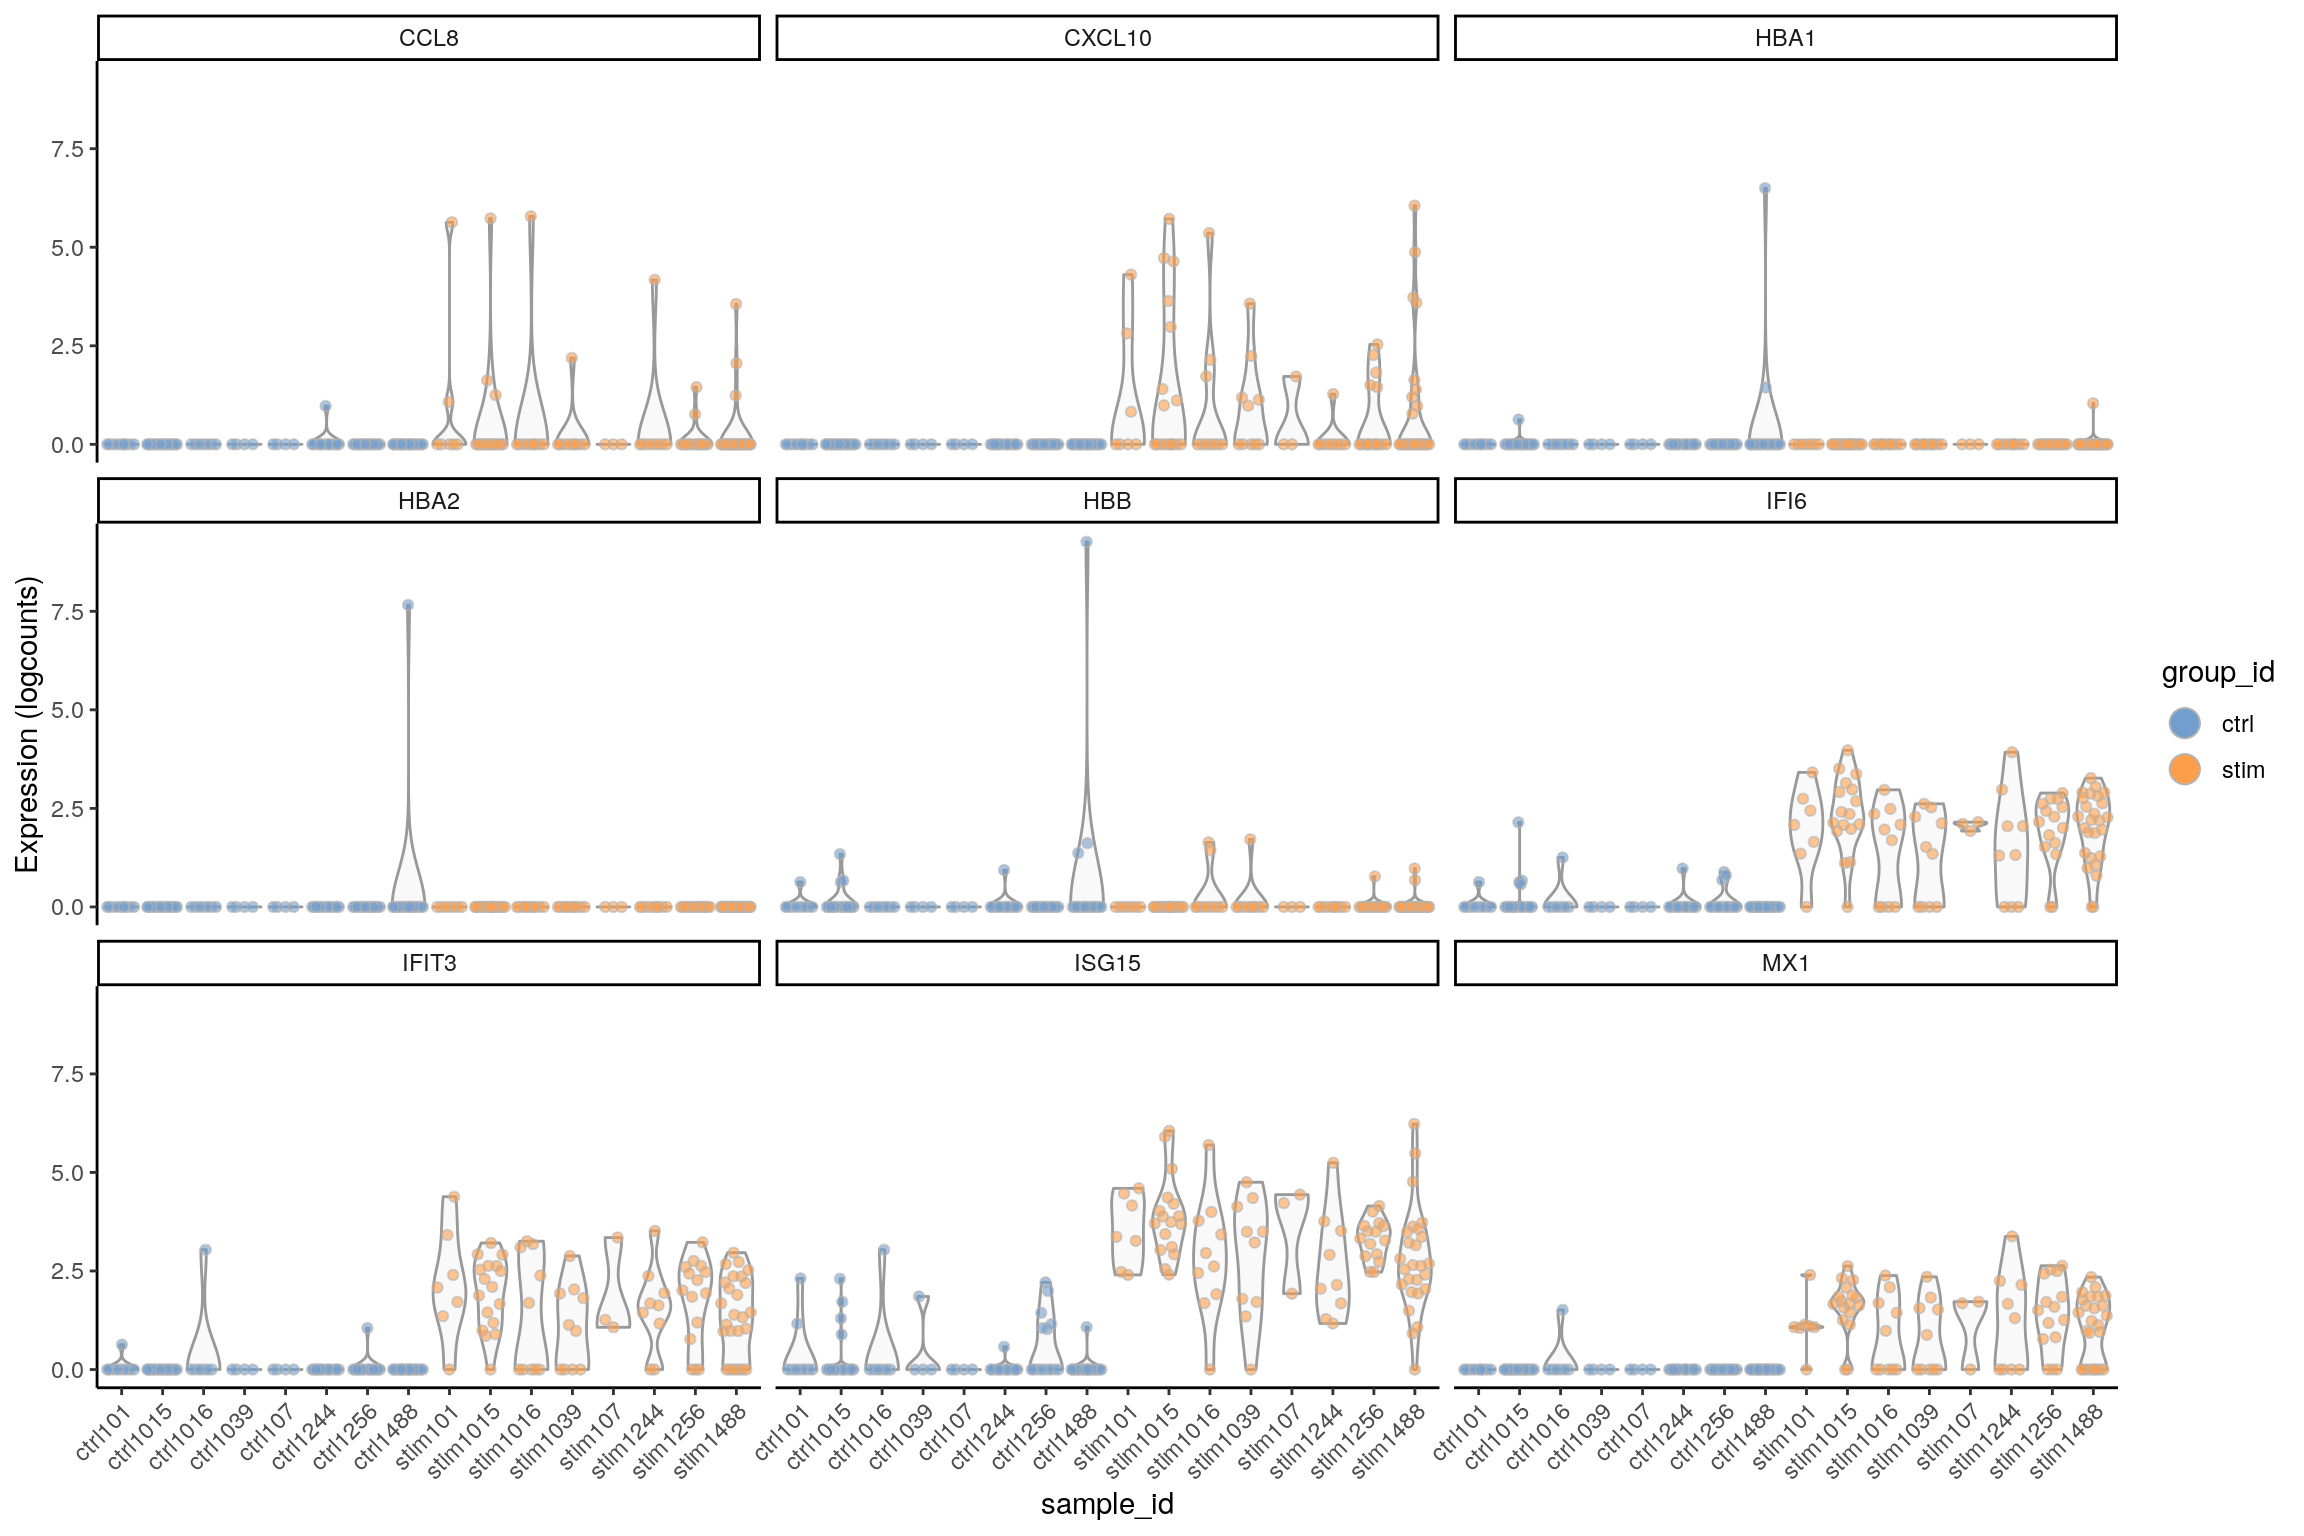 CCL8 CXCL10 HBA1
7.5
5.0
2.5
0.0
HBA2 HBB IFI6
7.5
5.0
2.5
0.0
IFIT3 ISG15 MX1
7.5
5.0
2.5
0.0
Expression (logcounts)
ctrl101 ctrl1015 ctrl1016 ctrl1039 ctrl107 ctrl1244 ctrl1256 ctrl1488 stim101 stim1015 stim1016 stim1039 stim107 stim1244 stim1256 stim1488
ctrl101 ctrl1015 ctrl1016 ctrl1039 ctrl107 ctrl1244 ctrl1256 ctrl1488 stim101 stim1015 stim1016 stim1039 stim107 stim1244 stim1256 stim1488
ctrl101 ctrl1015 ctrl1016 ctrl1039 ctrl107 ctrl1244 ctrl1256 ctrl1488 stim101 stim1015 stim1016 stim1039 stim107 stim1244 stim1256 stim1488
sample_id
group_id
ctrl
stim